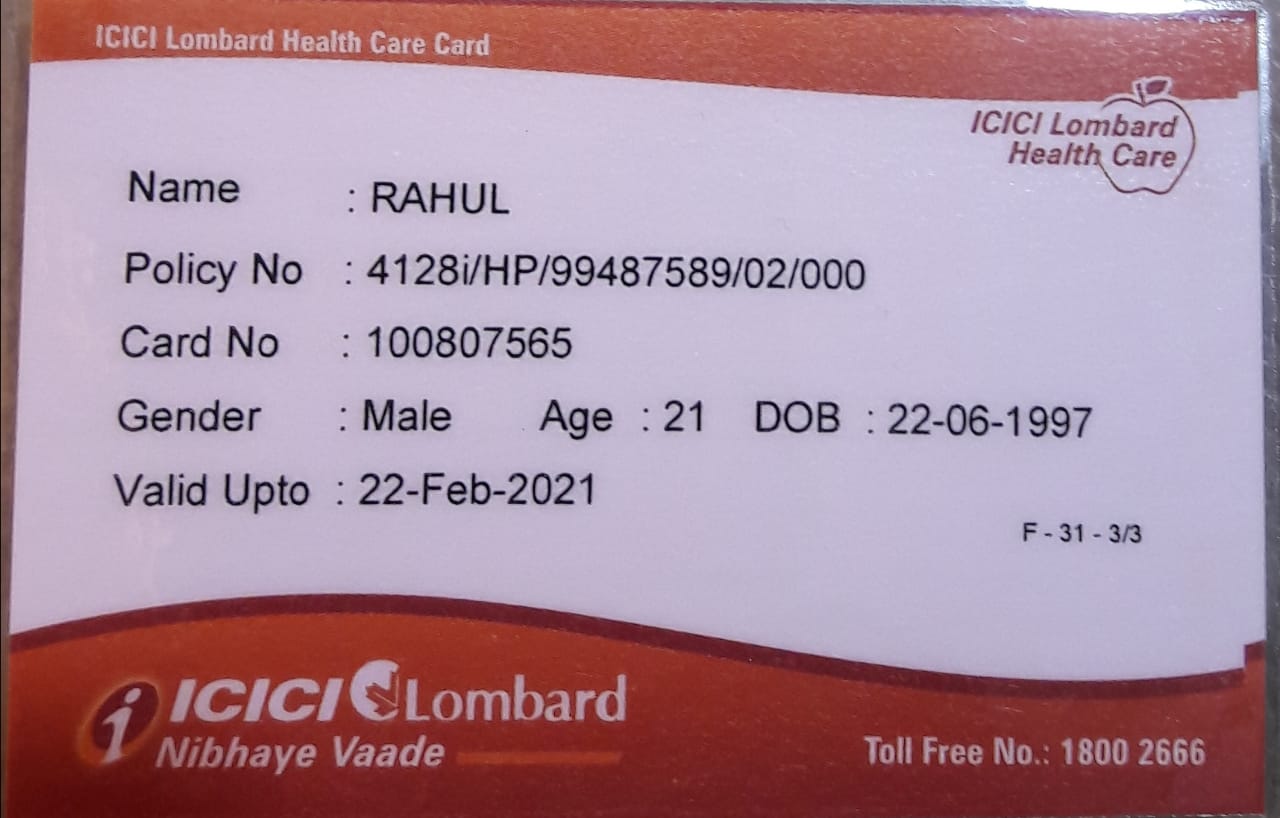 ICICI Lombard Health Care Card
ICICI Lombard
Health Care
Name : RAHUL
Policy No : 4128i/HP/99487589/02/000
Card No : 100807565
Gender : Male Age : 21 DOB : 22-06-1997
Valid Upto : 22-Feb-2021
F - 31 - 3/3
i ICICI Lombard
Nibhaye Vaade
Toll Free No.: 1800 2666